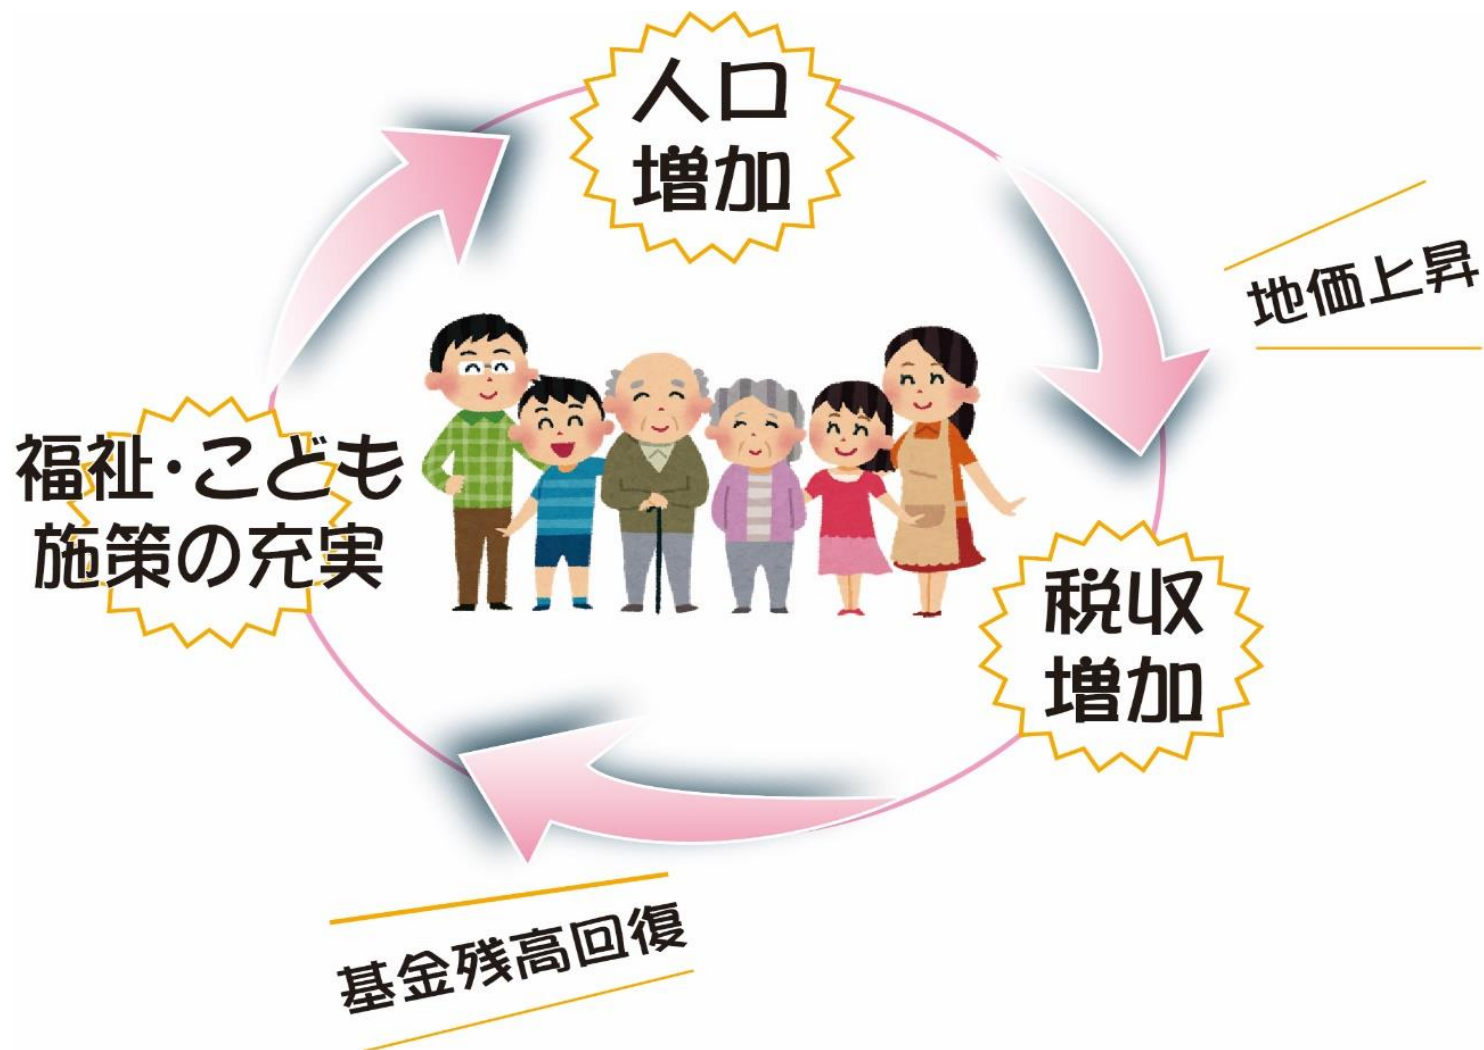 人口
増加
地価上昇
税収
増加
基金残高回復
福祉・こども
施策の充実